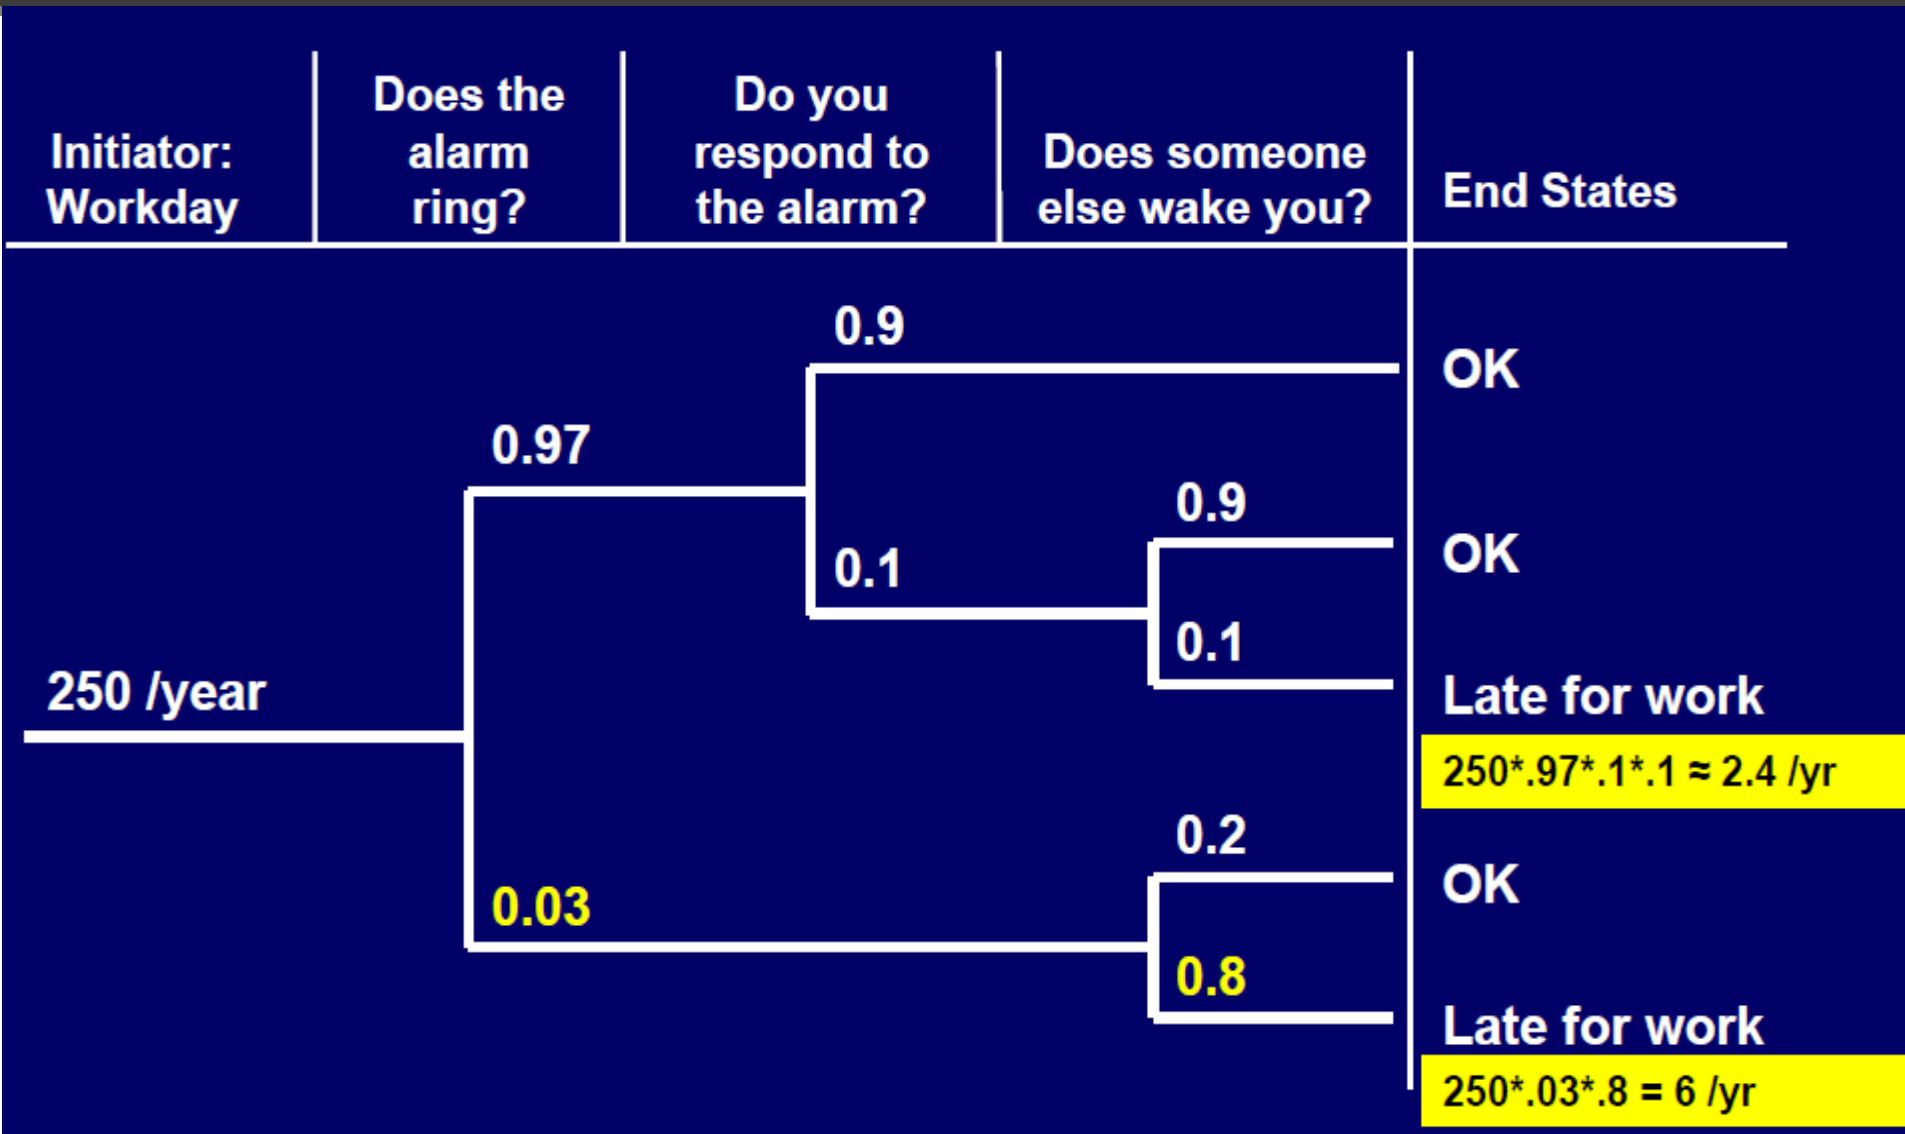 Initiator:
Workday
Does the
alarm
ring?
Do you
respond to
the alarm?
Does someone
else wake you?
End States
0.9
OK
0.97
0.9
OK
0.1
0.1
250 /year
Late for work
250*.97*.1*.1 ≈ 2.4 /yr
0.2
OK
0.03
0.8
Late for work
250*.03*.8 = 6 /yr